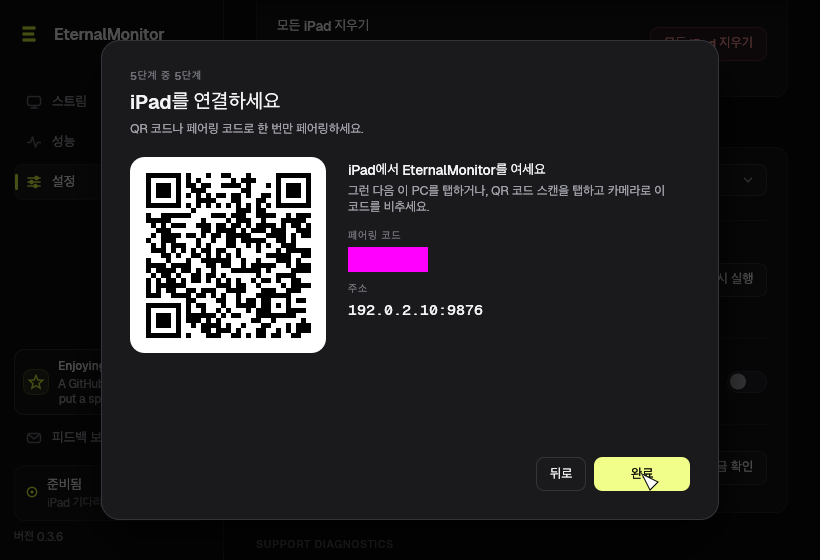 EternalMonitor
모든 iPad 지우기
스트림
성능
설정
5단계 중 5단계
iPad를 연결하세요
QR 코드나 페어링 코드로 한 번만 페어링하세요.
iPad에서 EternalMonitor를 여세요
그런 다음 이 PC를 탭하거나, QR 코드 스캔을 탭하고 카메라로 이
코드를 비추세요.
페어링 코드
주소
192.0.2.10:9876
뒤로
완료
지우기
실행
확인
Enjoying
A GitHub
put a sp
피드백
준비됨
iPad 기다리
버전 0.3.6
SUPPORT DIAGNOSTICS